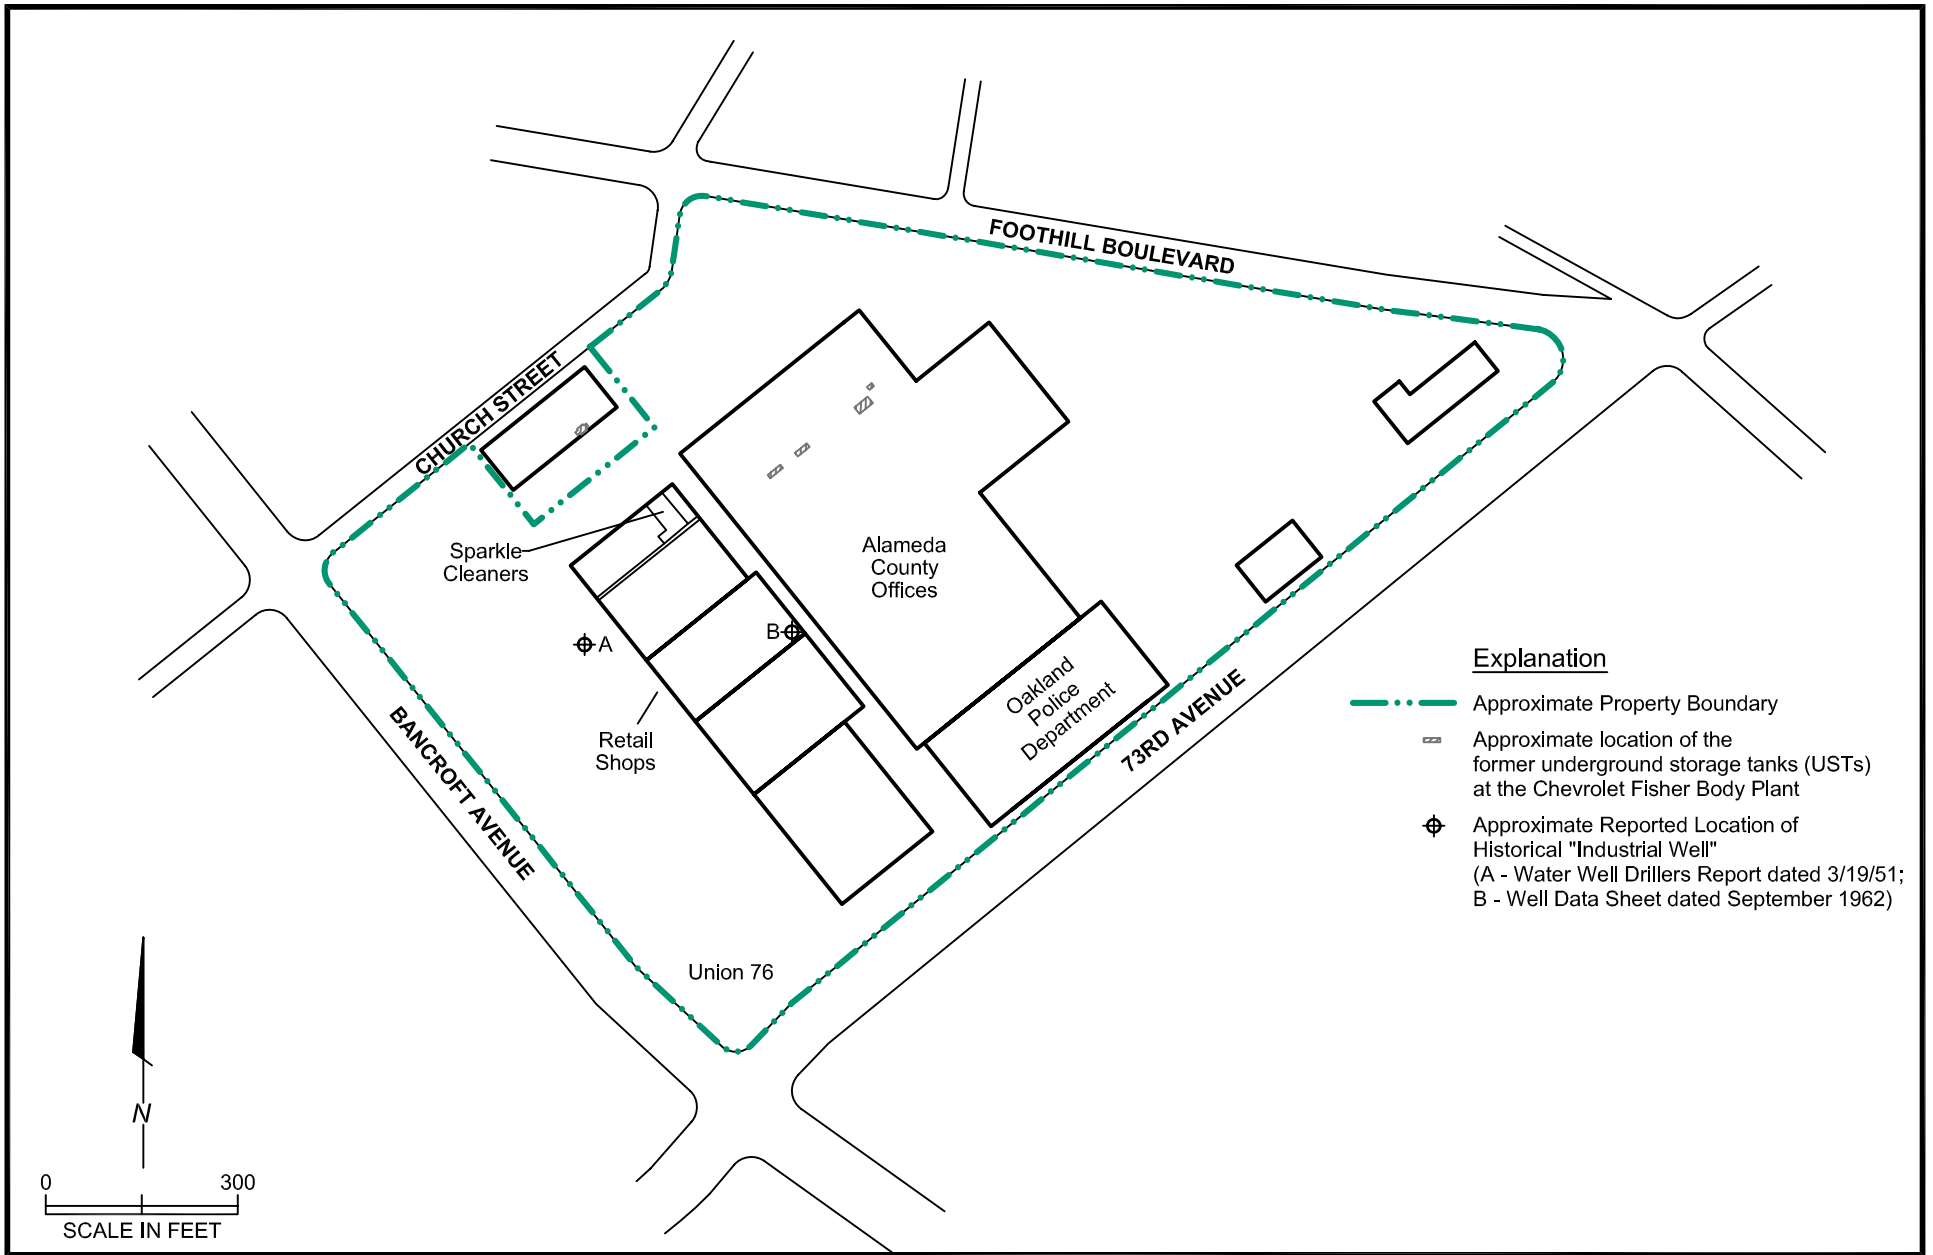 FOOTHILL BOULEVARD
CHURCH STREET
Sparkle
Cleaners
Alameda
County
Offices
A
B
Oakland
Police
Department
73RD AVENUE
BANCROFT AVENUE
Retail
Shops
Union 76
Explanation
Approximate Property Boundary
Approximate location of the
former underground storage tanks (USTs)
at the Chevrolet Fisher Body Plant
Approximate Reported Location of
Historical "Industrial Well"
(A - Water Well Drillers Report dated 3/19/51;
B - Well Data Sheet dated September 1962)
N
0 300
SCALE IN FEET